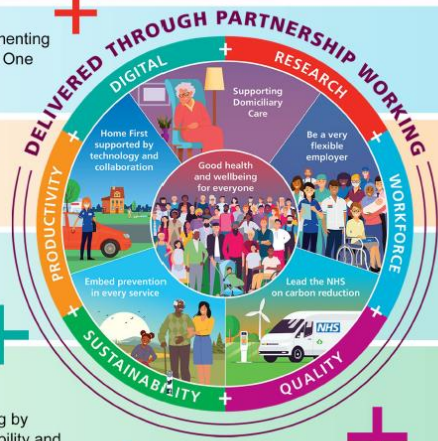 menting
One
DELIVERED THROUGH PARTNERSHIP WORKING
DIGITAL
RESEARCH
WORKFORCE
QUALITY
SUSTAINABILITY
PRODUCTIVITY
Supporting
Domiciliary
Care
Home First
supported by
technology and
collaboration
Be a very
flexible
employer
Good health
and wellbeing
for everyone
Embed prevention
in every service
Lead the NHS
on carbon reduction
NHS
g by
bility and